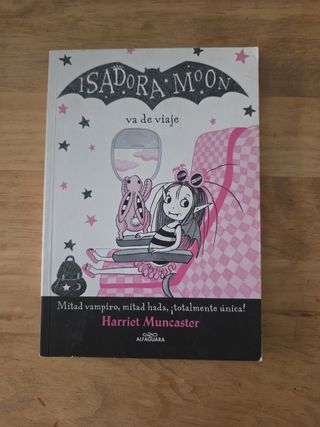 ISADORA MOON
va de viaje
Mitad vampiro, mitad hada, ¡totalmente única!
Harriet Muncaster
ALFAGUARA